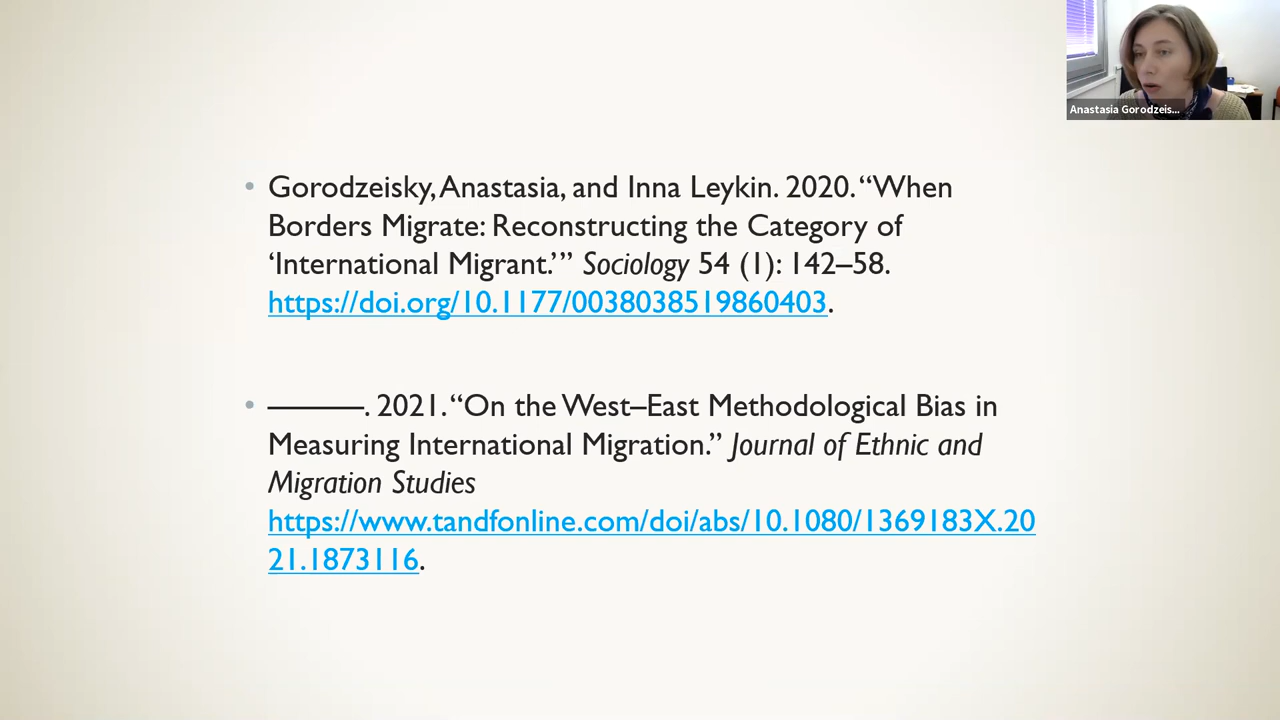 Anastasia Gorodzeis...
• Gorodzeisky, Anastasia, and Inna Leykin. 2020. “When
Borders Migrate: Reconstructing the Category of
‘International Migrant.’” Sociology 54 (1): 142–58.
https://doi.org/10.1177/0038038519860403.
• ———. 2021. “On the West–East Methodological Bias in
Measuring International Migration.” Journal of Ethnic and
Migration Studies
https://www.tandfonline.com/doi/abs/10.1080/1369183X.20
21.1873116.